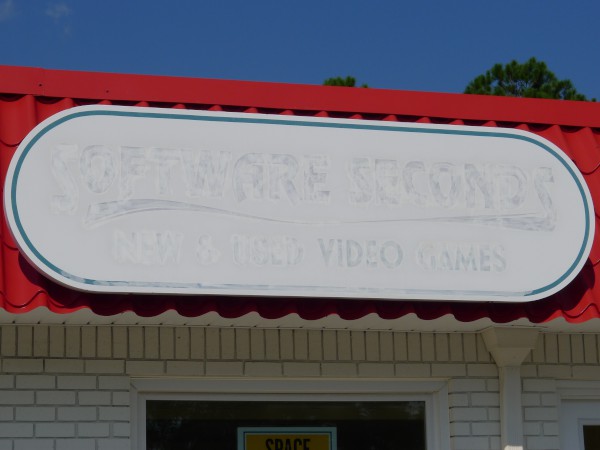 SOFTWARE SECONDS
NEW & USED VIDEO GAMES
SPACE